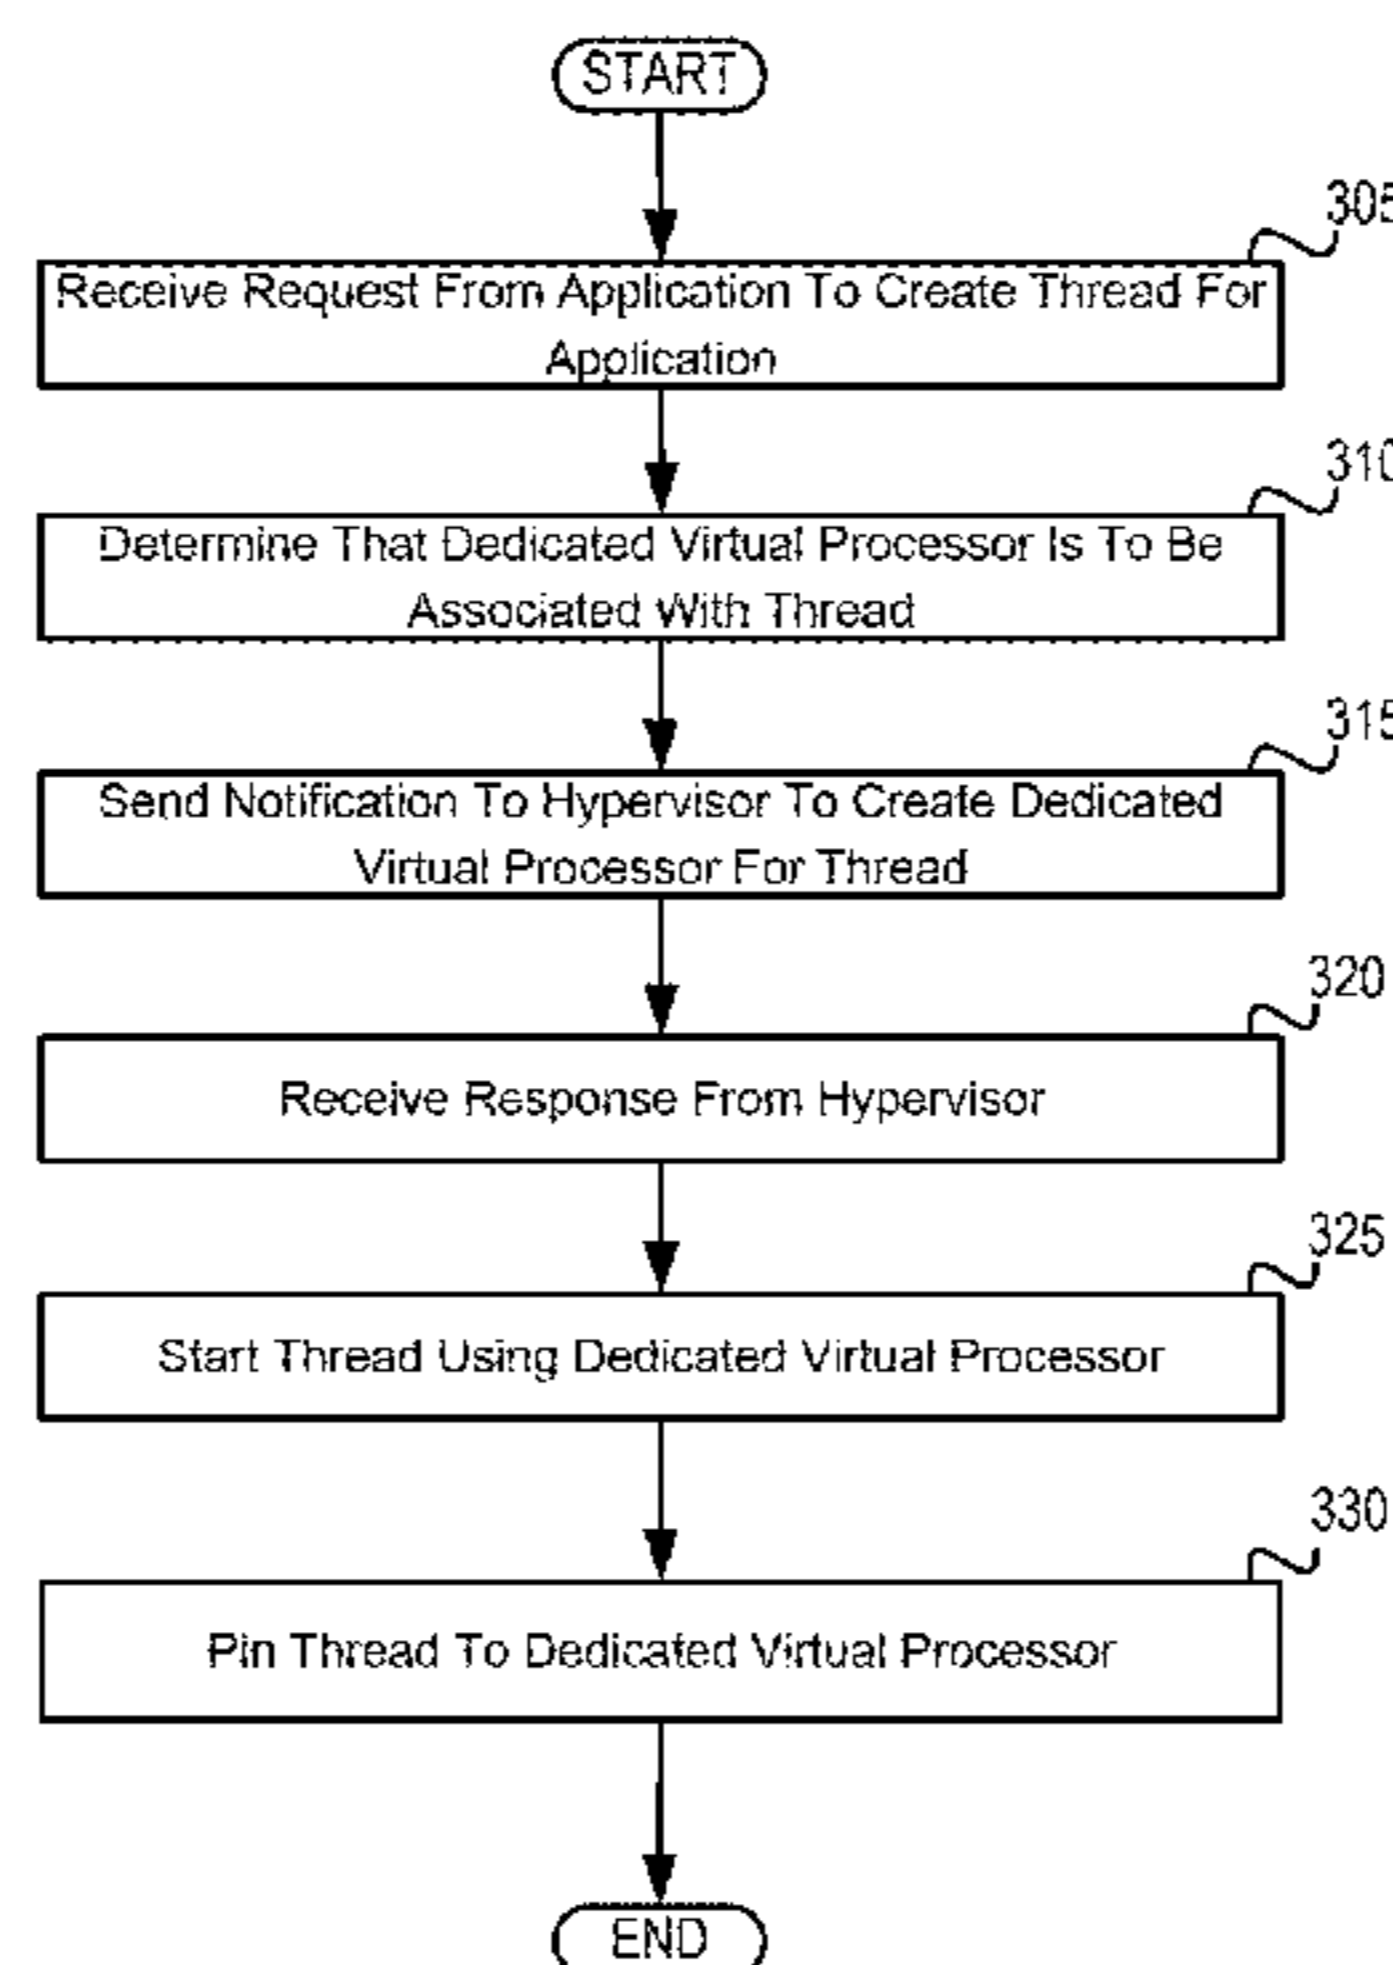 START
305
Receive Request From Application To Create Thread For
Application
310
Determine That Dedicated Virtual Processor Is To Be
Associated With Thread
315
Send Notification To Hypervisor To Create Dedicated
Virtual Processor For Thread
320
Receive Response From Hypervisor
325
Start Thread Using Dedicated Virtual Processor
330
Pin Thread To Dedicated Virtual Processor
END